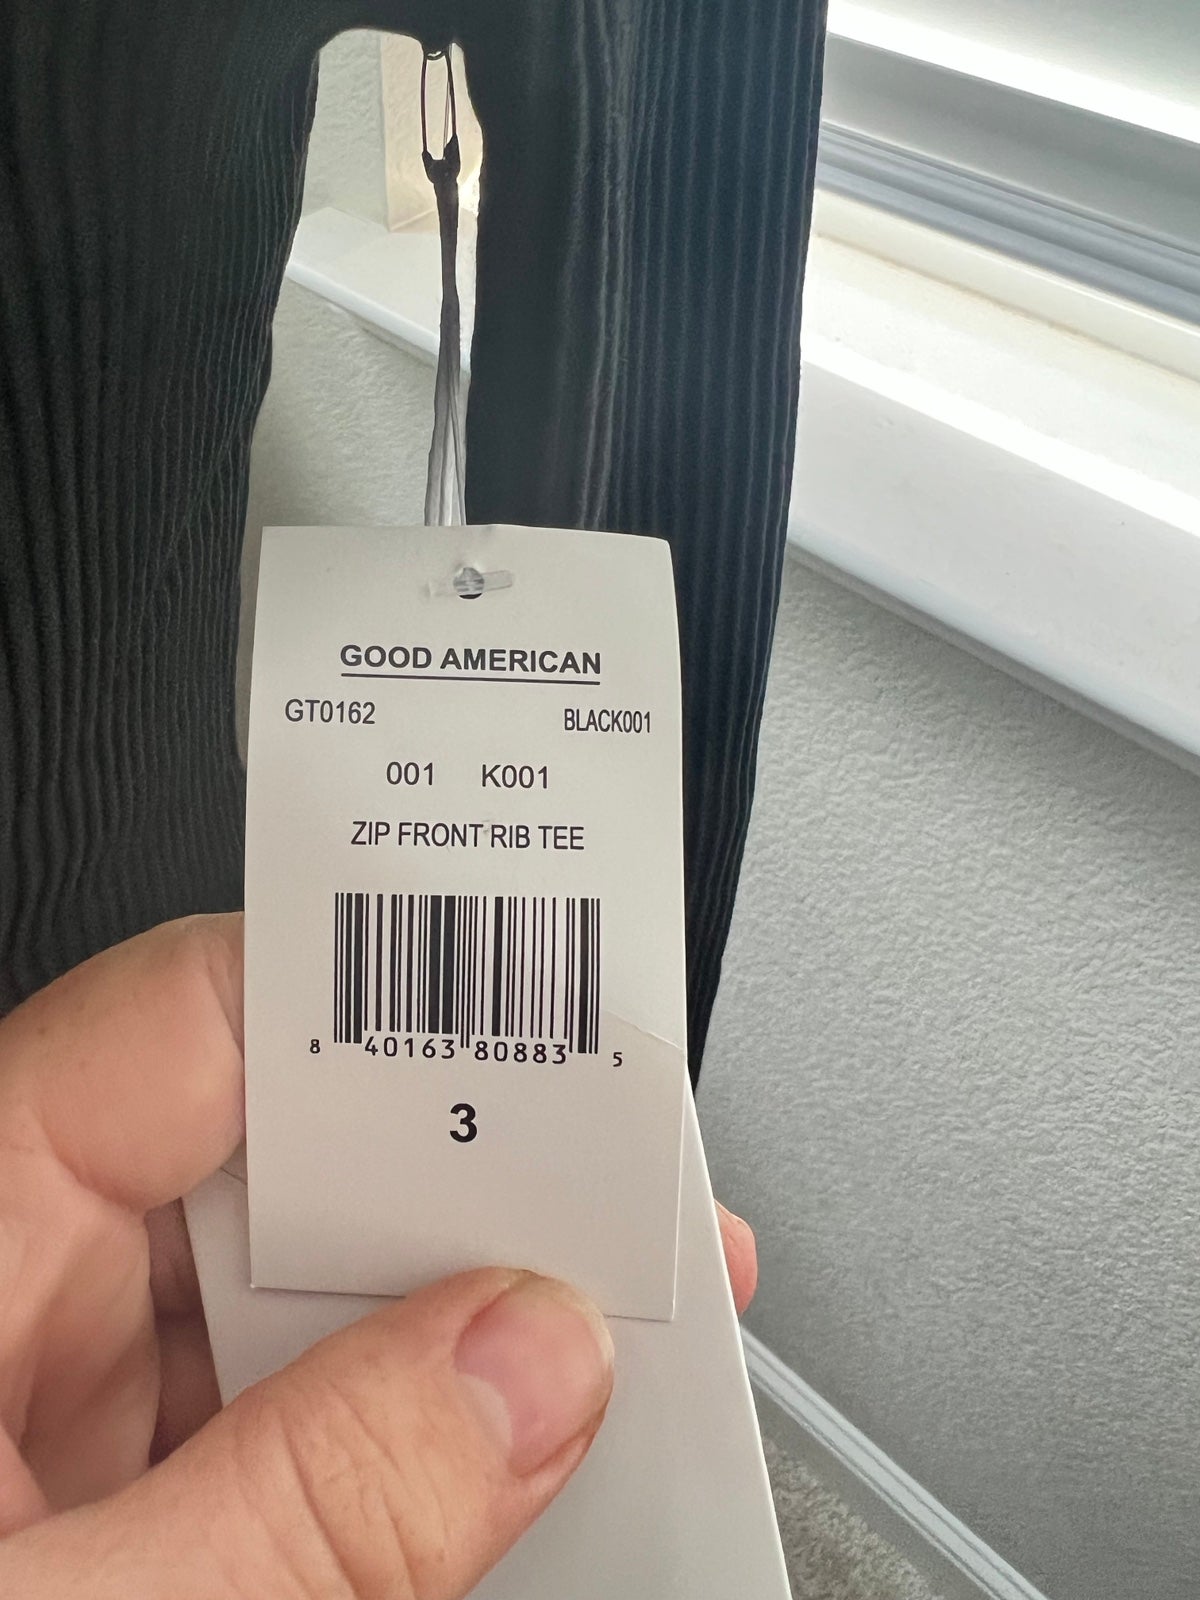 GOOD AMERICAN
GT0162 BLACK001
001 K001
ZIP FRONT RIB TEE
8 40163 80883 5
3